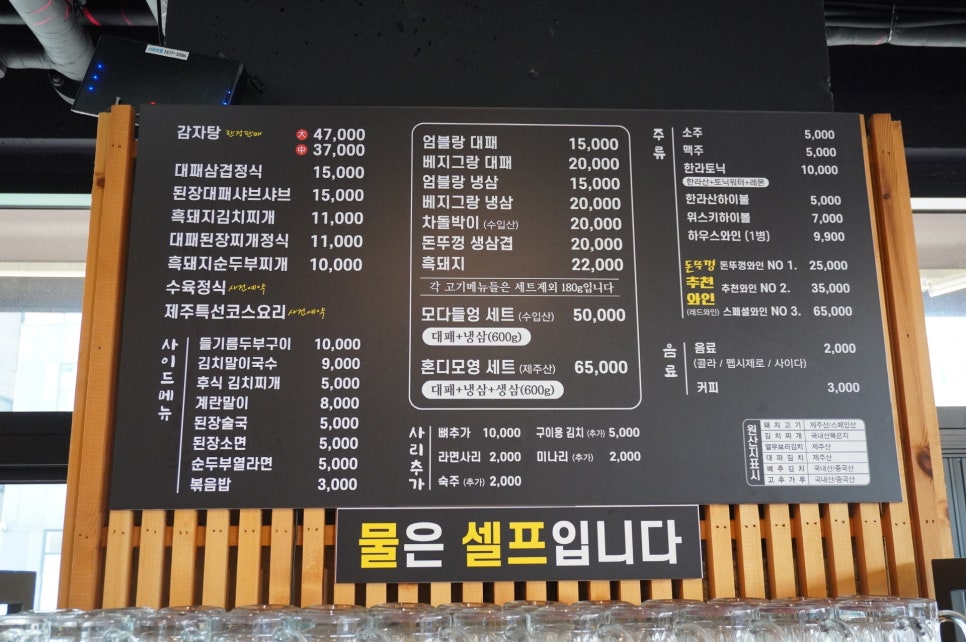 감자탕 한정판매 大 47,000
中 37,000
대패삼겹정식 15,000
된장대패샤브샤브 15,000
흑돼지김치찌개 11,000
대패된장찌개정식 11,000
흑돼지순두부찌개 10,000
수육정식 사전예약
제주특선코스요리 사전예약
사이드메뉴
들기름두부구이 10,000
김치말이국수 9,000
후식 김치찌개 5,000
계란말이 8,000
된장술국 5,000
된장소면 5,000
순두부열라면 5,000
볶음밥 3,000
엄블랑 대패 15,000
베지그랑 대패 20,000
엄블랑 냉삼 15,000
베지그랑 냉삼 20,000
차돌박이 (수입산) 20,000
돈뚜껑 생삼겹 20,000
흑돼지 22,000
각 고기메뉴들은 세트제외 180g입니다
모다들엉 세트 (수입산) 50,000
대패+냉삼(600g)
혼디모영 세트 (제주산) 65,000
대패+냉삼+생삼(600g)
사리추가
뼈추가 10,000 구이용 김치 (추가) 5,000
라면사리 2,000 미나리 (추가) 2,000
숙주 (추가) 2,000
주류
소주 5,000
맥주 5,000
한라토닉 10,000
한라산+토닉워터+레몬
한라산하이볼 5,000
위스키하이볼 7,000
하우스와인 (1병) 9,900
돈뚜껑 추천 와인
(레드와인)
돈뚜껑와인 NO 1. 25,000
추천와인 NO 2. 35,000
스페셜와인 NO 3. 65,000
음료
음료 2,000
(콜라 / 펩시제로 / 사이다)
커피 3,000
원산지표시
돼지고기 제주산/스페인산
김치찌개 국내산묵은지
열무보리김치 제주산
대파김치 제주산
배추김치 국내산/중국산
고추가루 국내산/중국산
물은 셀프입니다